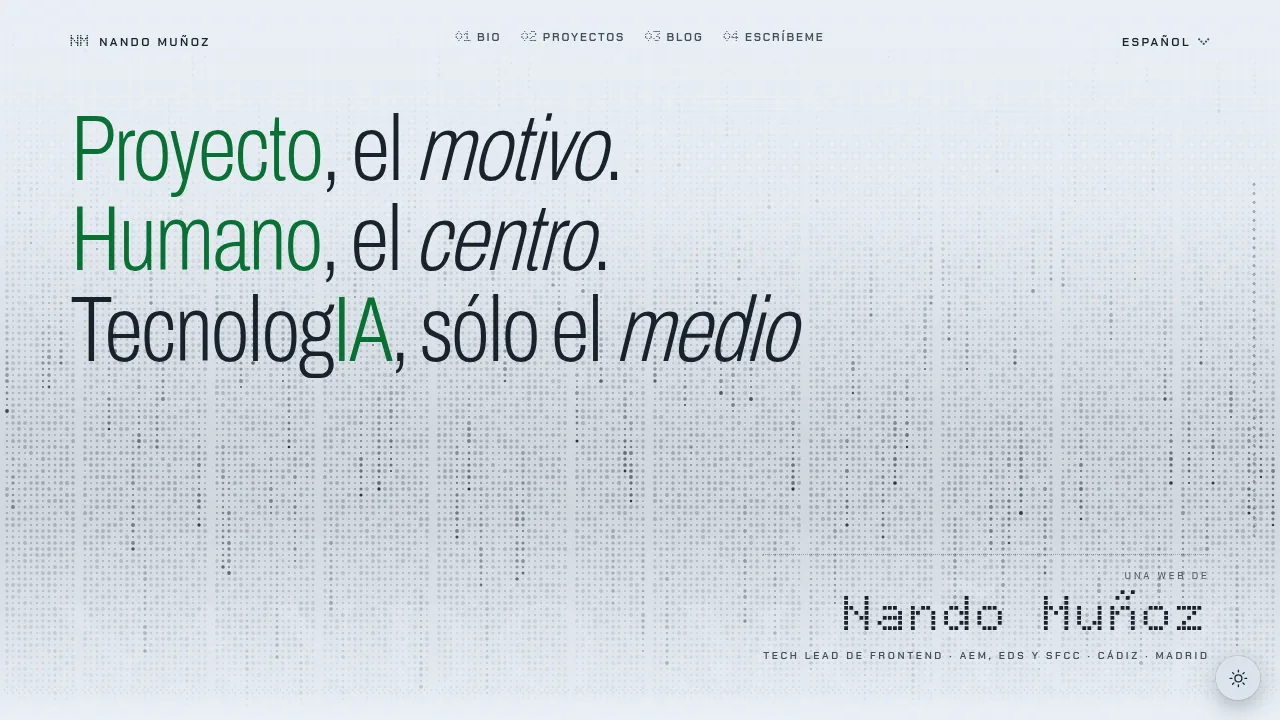 NM NANDO MUÑOZ
01 BIO 02 PROYECTOS 03 BLOG 04 ESCRÍBEME
ESPAÑOL
Proyecto, el motivo.
Humano, el centro.
TecnologIA, sólo el medio
UNA WEB DE
Nando Muñoz
TECH LEAD DE FRONTEND · AEM, EDS Y SFCC · CÁDIZ · MADRID